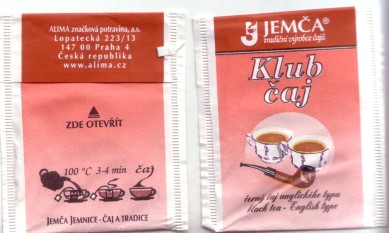 ALIMA značková potravina, a.s.
Lopatecká 223/13
147 00 Praha 4
Česká republika
www.alima.cz
ZDE OTEVŘÍT
100 °C 3-4 min čaj
JEMČA JEMNICE - ČAJ A TRADICE
JEMČA®
tradiční výrobce čajů
Klub
čaj
černý čaj anglického typu
Black tea - English type